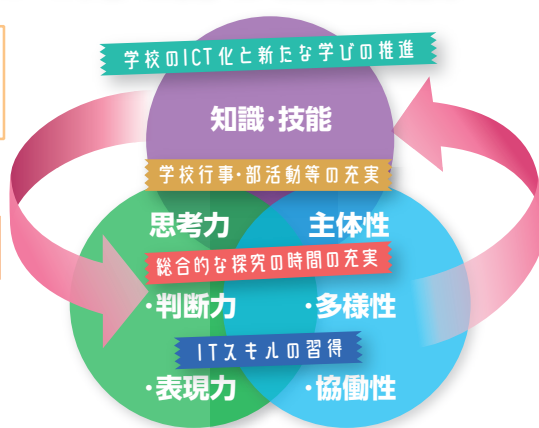 学校のICT化と新たな学びの推進
知識・技能
学校行事・部活動等の充実
思考力
主体性
総合的な探究の時間の充実
・判断力
・多様性
ITスキルの習得
・表現力
・協働性